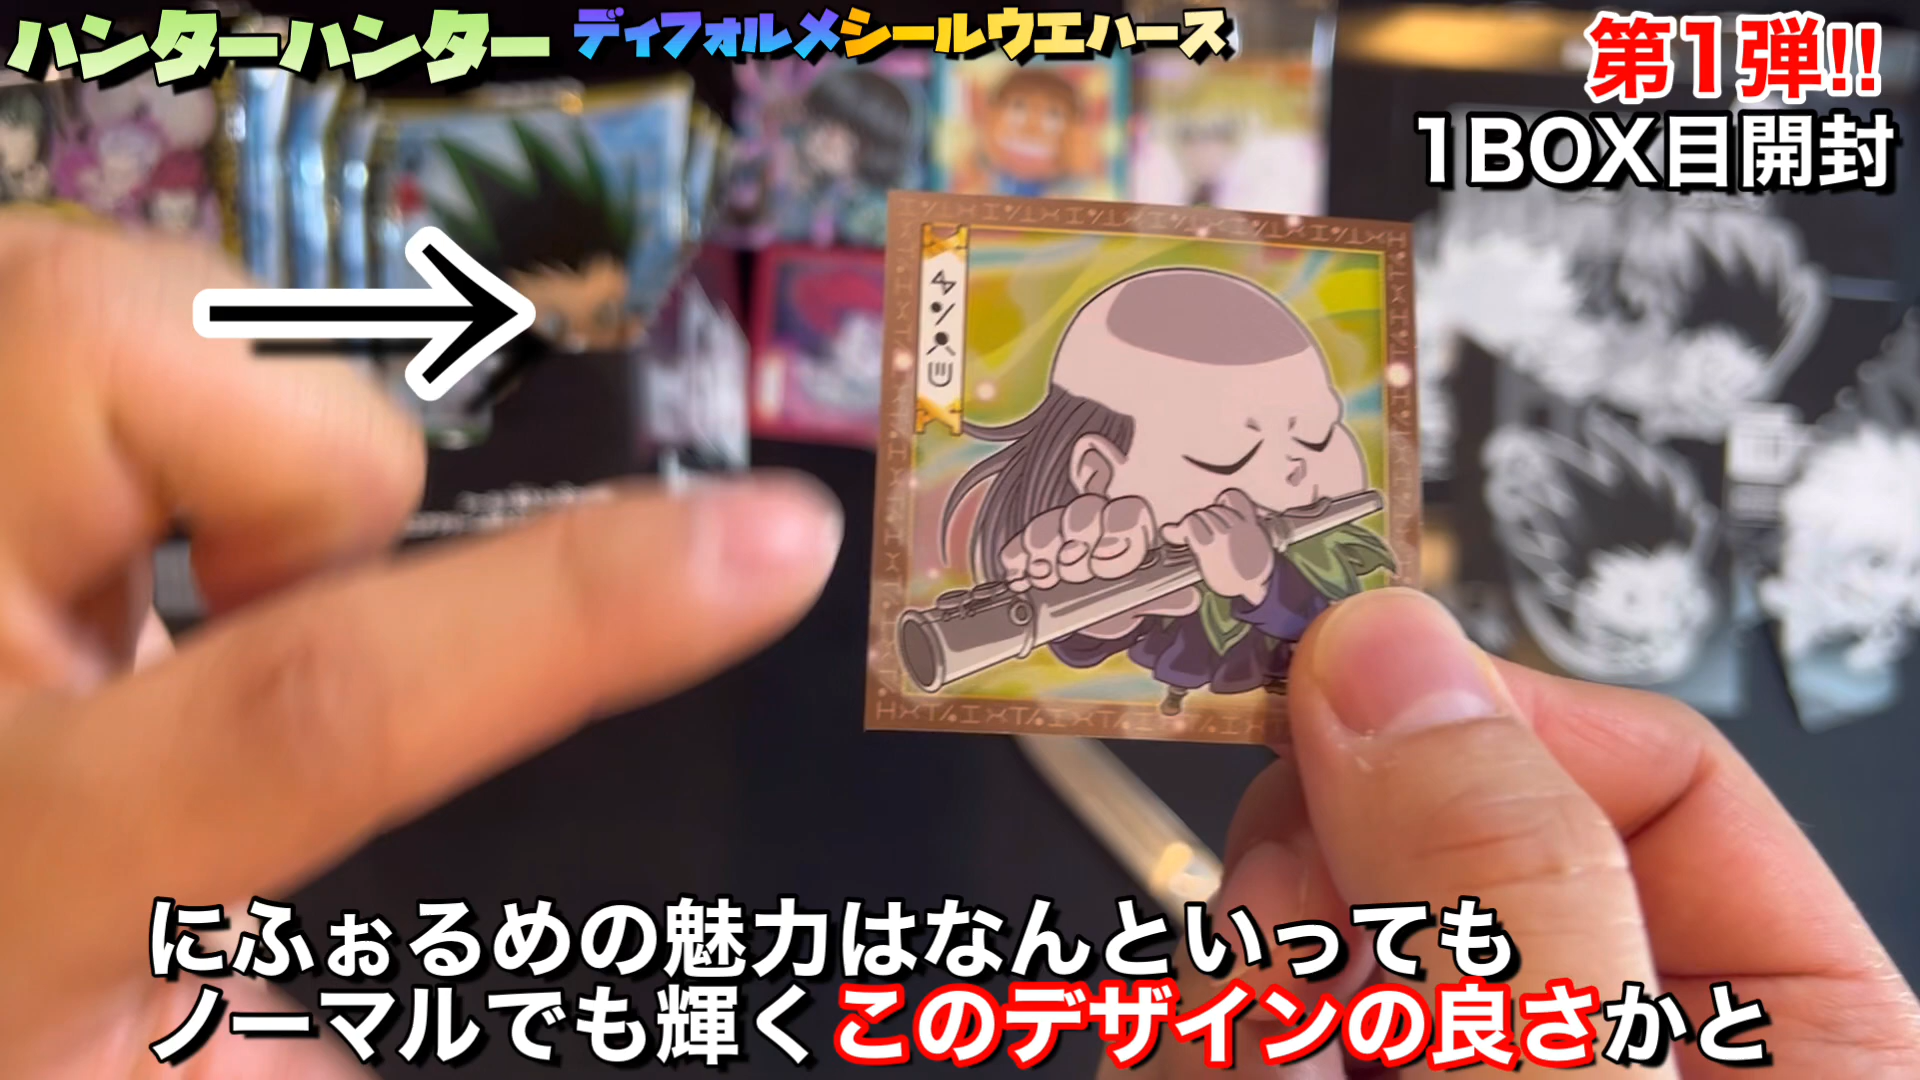 ハンターハンター ディフォルメシールウエハース
第1弾!!
1BOX目開封
にふぉるめの魅力はなんといっても
ノーマルでも輝くこのデザインの良さかと